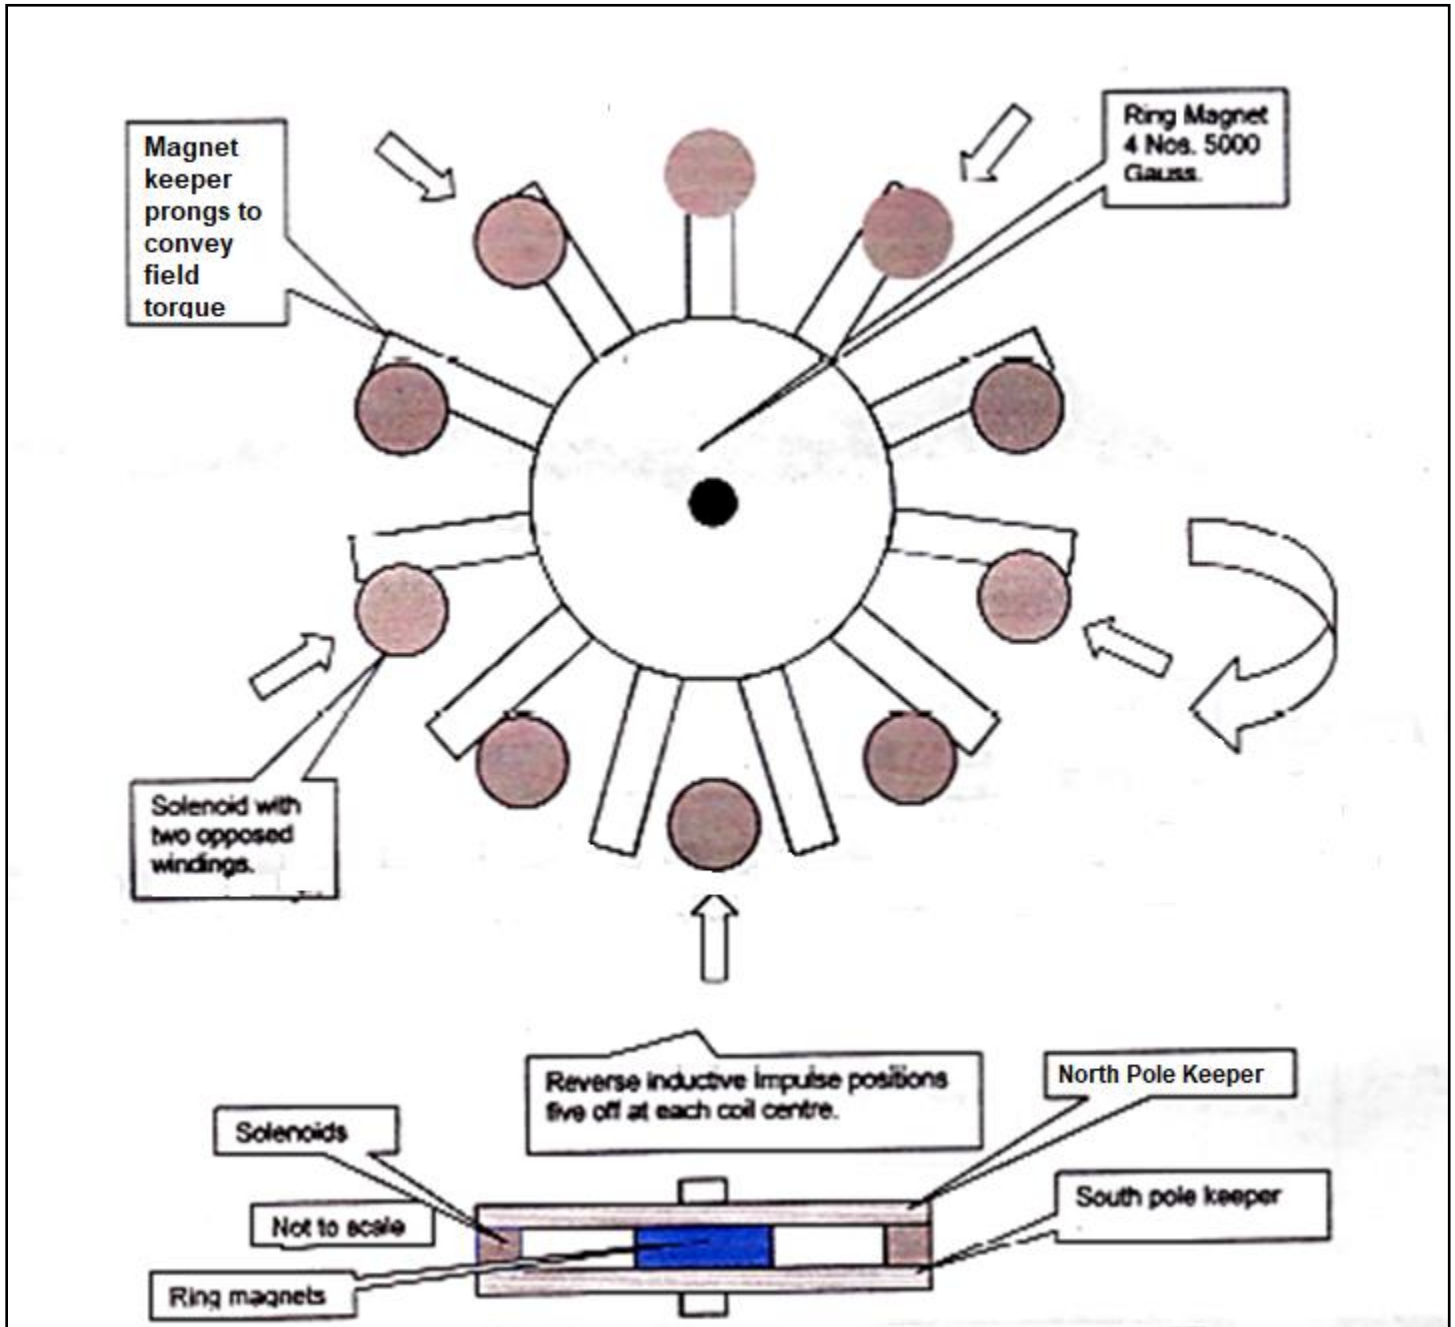 Magnet
keeper
prongs to
convey
field
torque
Ring Magnet
4 Nos. 5000
Gauss.
Solenoid with
two opposed
windings.
Reverse inductive impulse positions
five off at each coil centre.
North Pole Keeper
Solenoids
South pole keeper
Not to scale
Ring magnets